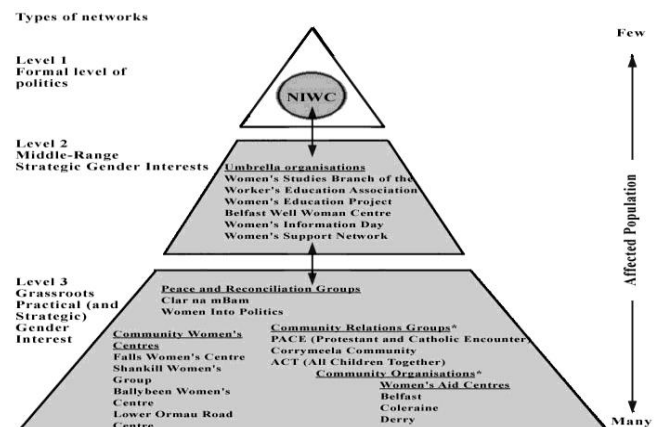 Types of networks
Few
Level 1
Formal level of
politics
NIWC
Level 2
Middle-Range
Strategic Gender Interests
Umbrella organisations
Women's Studies Branch of the
Worker's Education Association
Women's Education Project
Belfast Well Woman Centre
Women's Information Day
Women's Support Network
Affected Population
Level 3
Grassroots
Practical (and
Strategic)
Gender
Interest
Peace and Reconciliation Groups
Clar na mBam
Women Into Politics
Community Women's
Centres
Falls Women's Centre
Shankill Women's
Group
Ballybeen Women's
Centre
Lower Ormau Road
Centre
Community Relations Groups*
PACE (Protestant and Catholic Encounter)
Corrymeela Community
ACT (All Children Together)
Community Organisations*
Women's Aid Centres
Belfast
Coleraine
Derry
Many